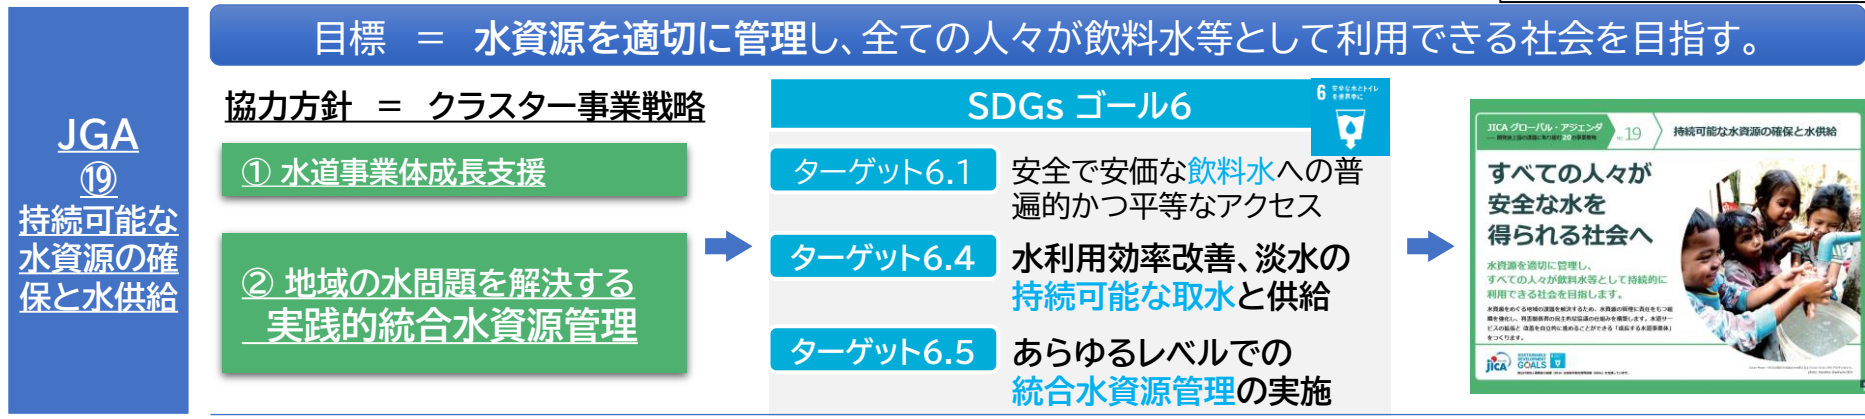 目標 ＝ 水資源を適切に管理し、全ての人々が飲料水等として利用できる社会を目指す。
JGA
⑲
持続可能な
水資源の確
保と水供給
協力方針 ＝ クラスター事業戦略
① 水道事業体成長支援
② 地域の水問題を解決する
実践的統合水資源管理
SDGs ゴール6
6 安全な水とトイレ
を世界中に
ターゲット6.1 安全で安価な飲料水への普
遍的かつ平等なアクセス
ターゲット6.4 水利用効率改善、淡水の
持続可能な取水と供給
ターゲット6.5 あらゆるレベルでの
統合水資源管理の実施
JICA グローバル・アジェンダ
19 持続可能な水資源の確保と水供給
すべての人々が
安全な水を
得られる社会へ
水資源を適切に管理し、
すべての人々が飲料水等として持続的に
利用できる社会を目指します。
jica
GOALS